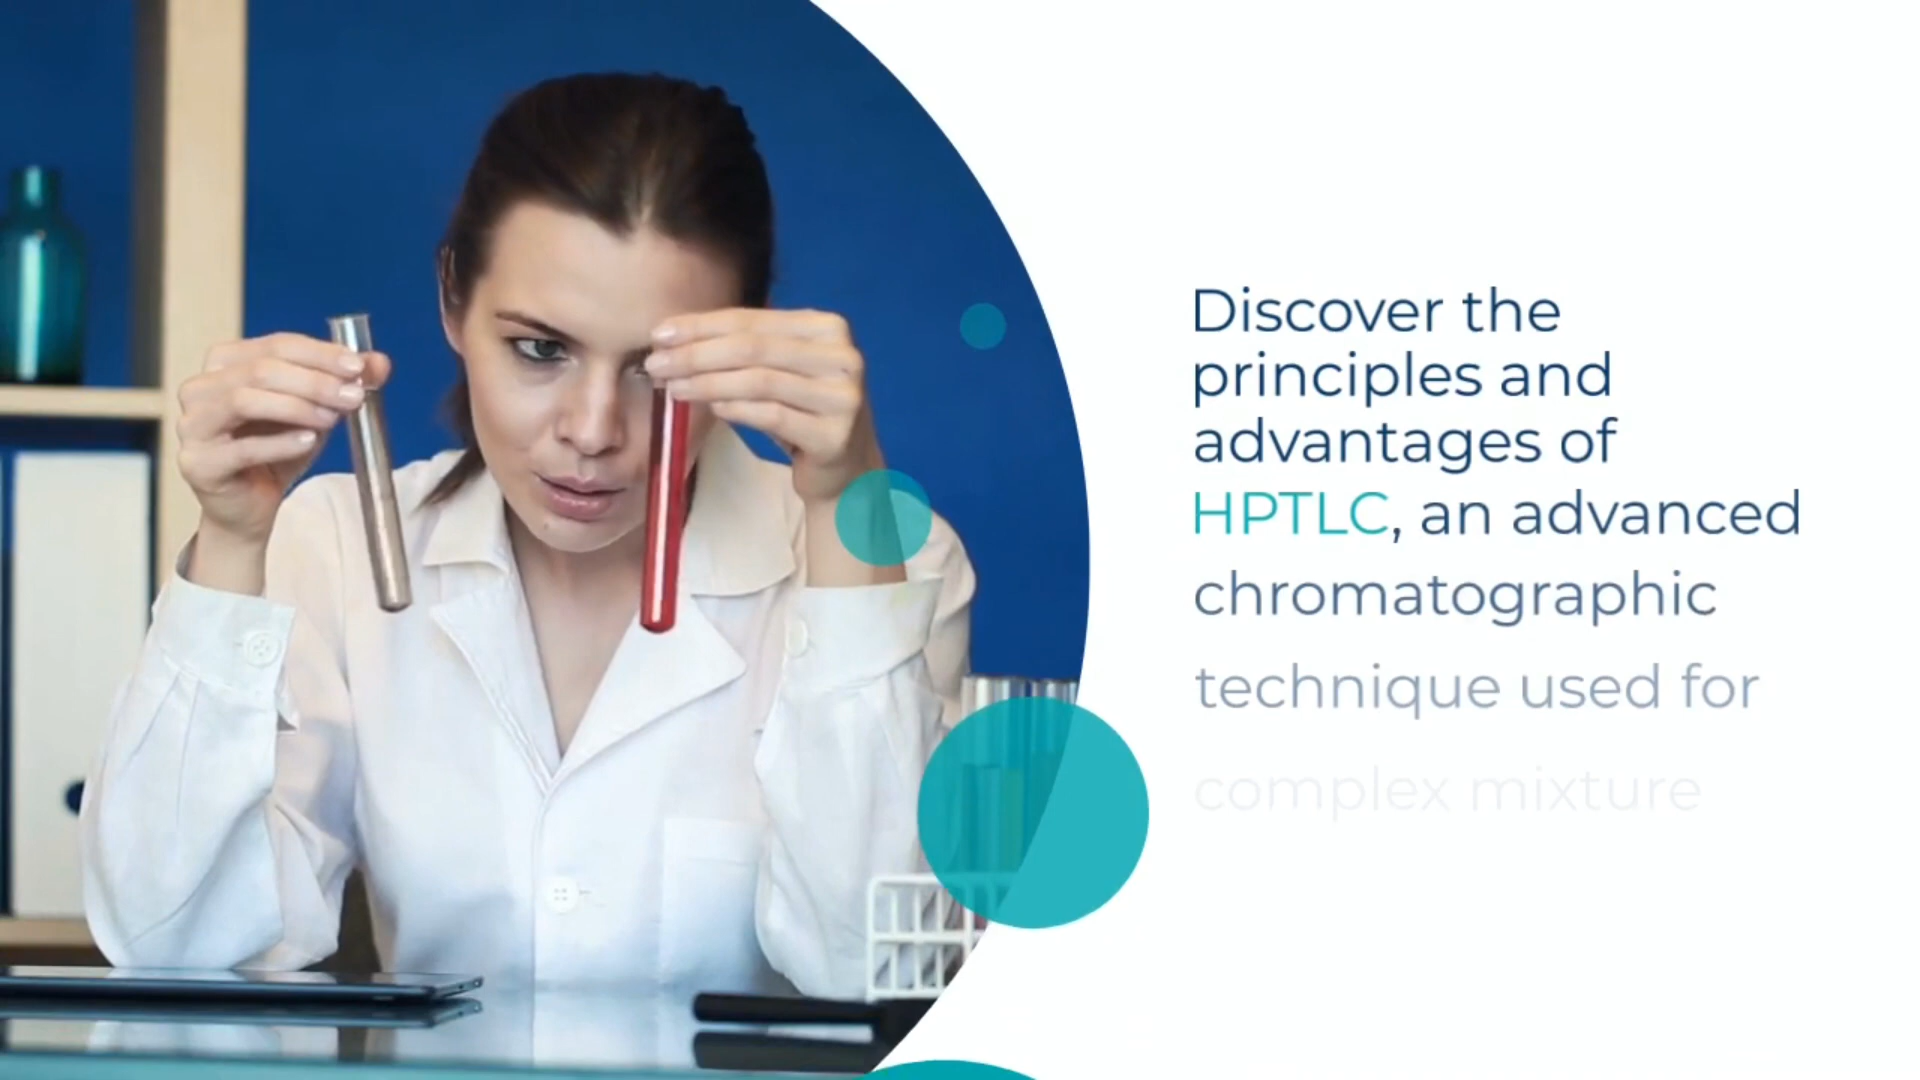 Discover the
principles and
advantages of
HPTLC, an advanced
chromatographic
technique used for
complex mixture